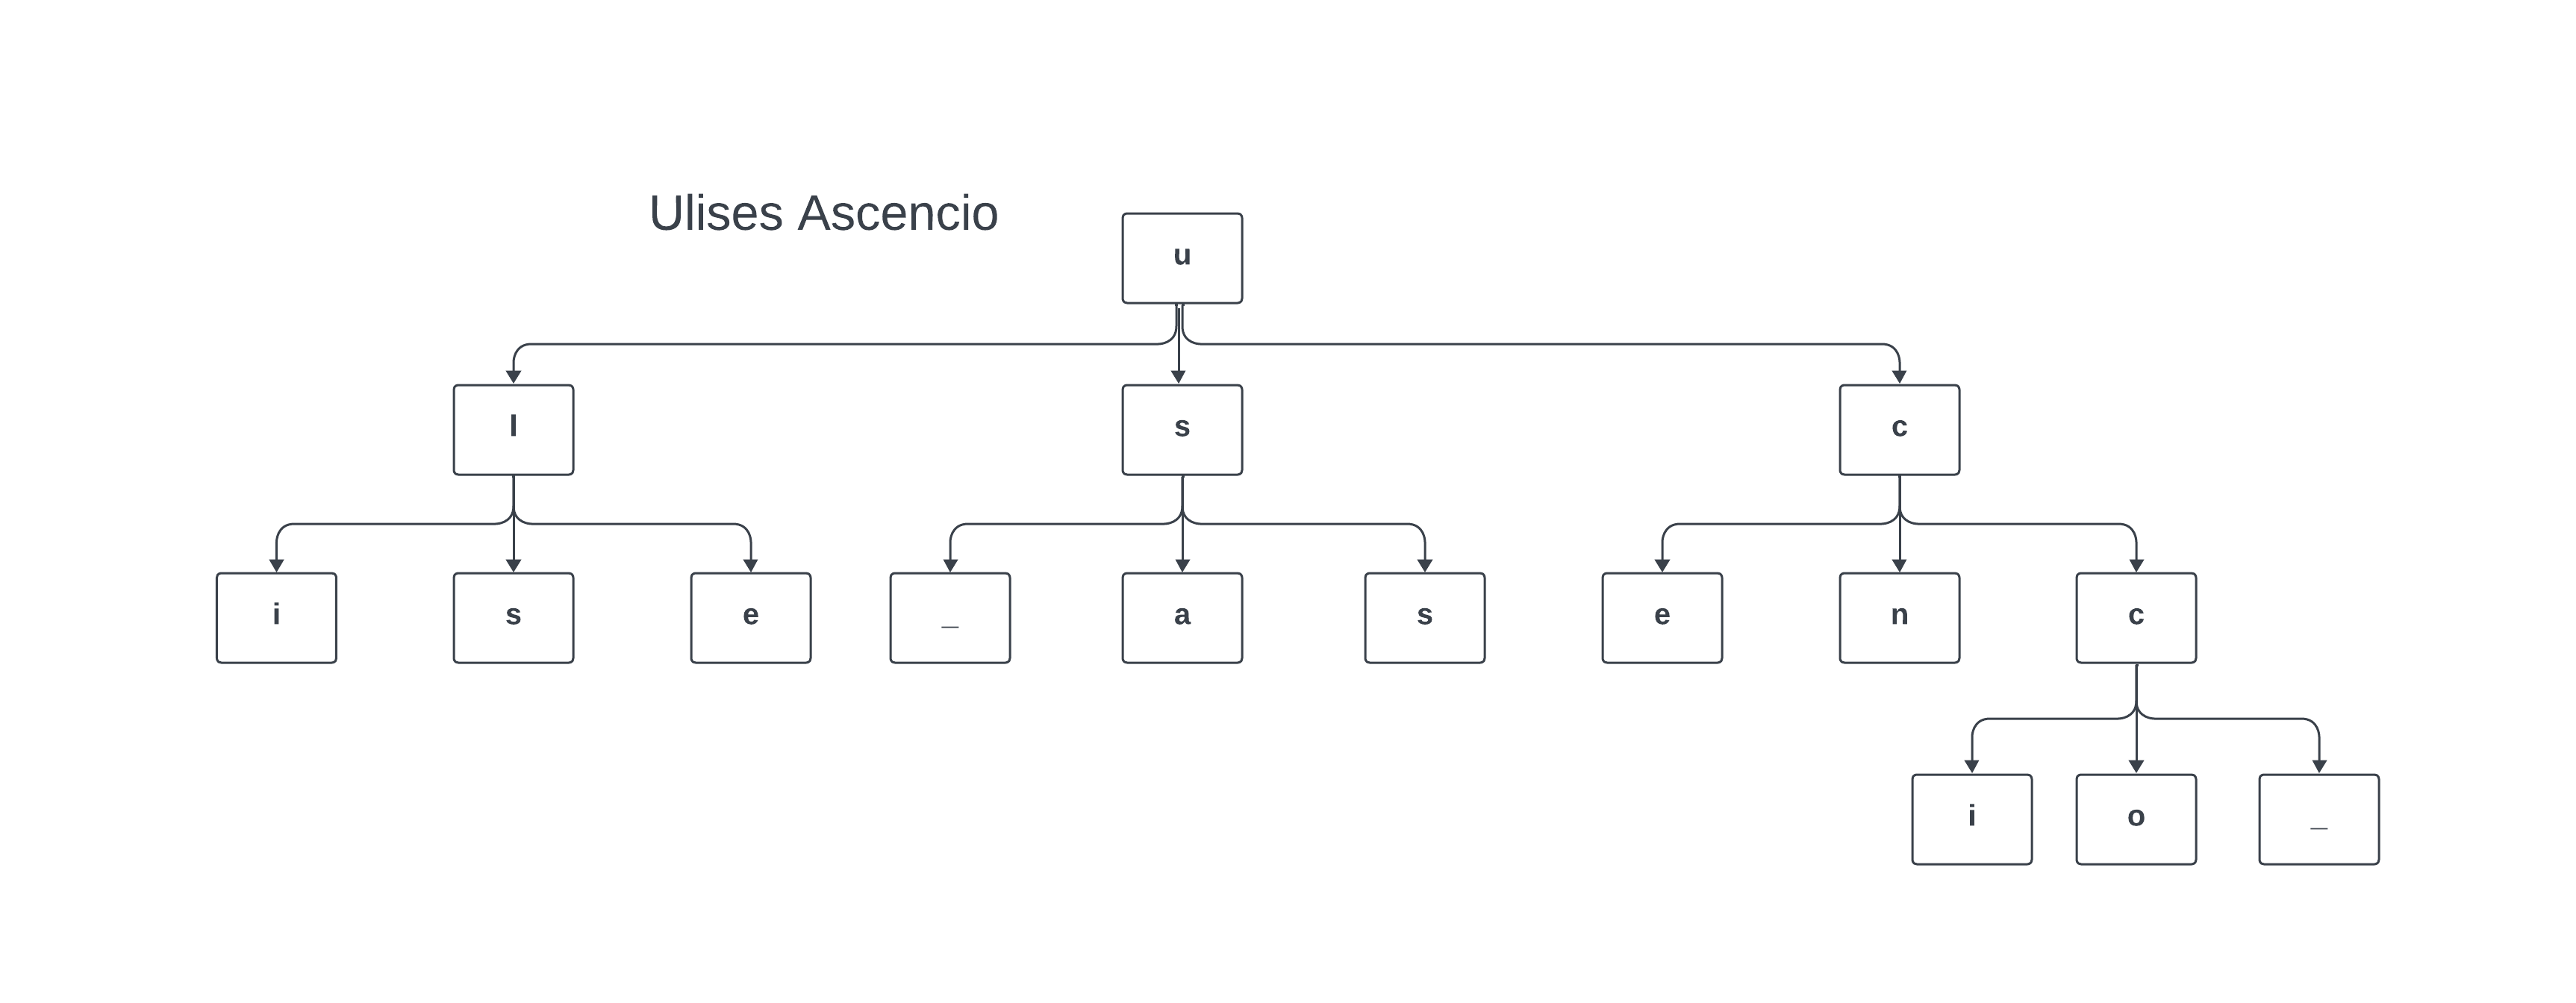 Ulises Ascencio
u
l s c
i s e _ a s e n c
i o _